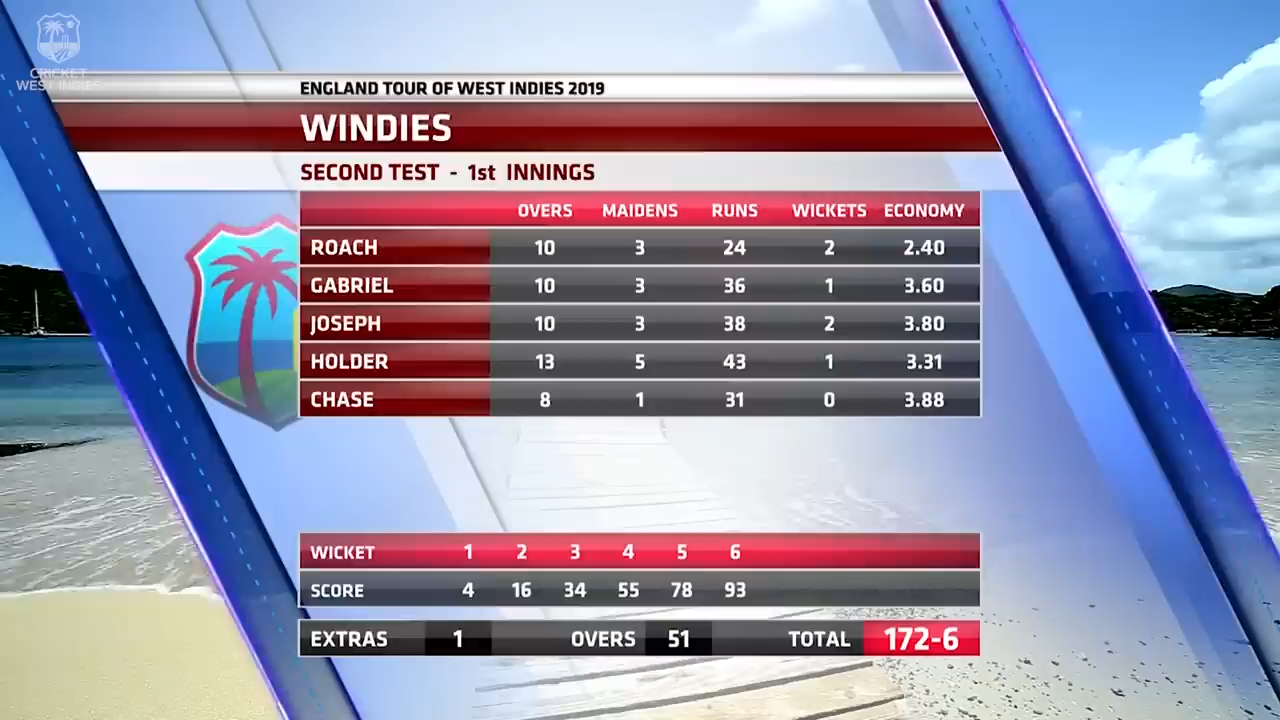 CRICKET
WEST INDIES
ENGLAND TOUR OF WEST INDIES 2019
WINDIES
SECOND TEST - 1st INNINGS
OVERS MAIDENS RUNS WICKETS ECONOMY
ROACH 10 3 24 2 2.40
GABRIEL 10 3 36 1 3.60
JOSEPH 10 3 38 2 3.80
HOLDER 13 5 43 1 3.31
CHASE 8 1 31 0 3.88
WICKET 1 2 3 4 5 6
SCORE 4 16 34 55 78 93
EXTRAS 1 OVERS 51 TOTAL 172-6